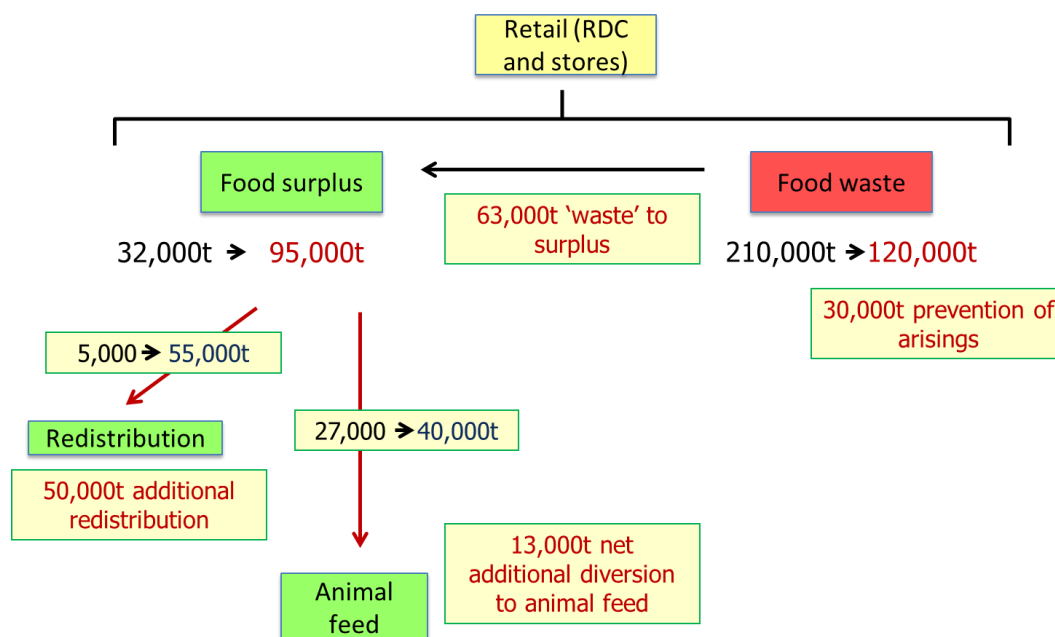 Retail (RDC
and stores)
Food surplus
Food waste
63,000t ‘waste’ to
surplus
32,000t → 95,000t
210,000t → 120,000t
30,000t prevention of
arisings
5,000 → 55,000t
27,000 → 40,000t
Redistribution
50,000t additional
redistribution
13,000t net
additional diversion
to animal feed
Animal
feed